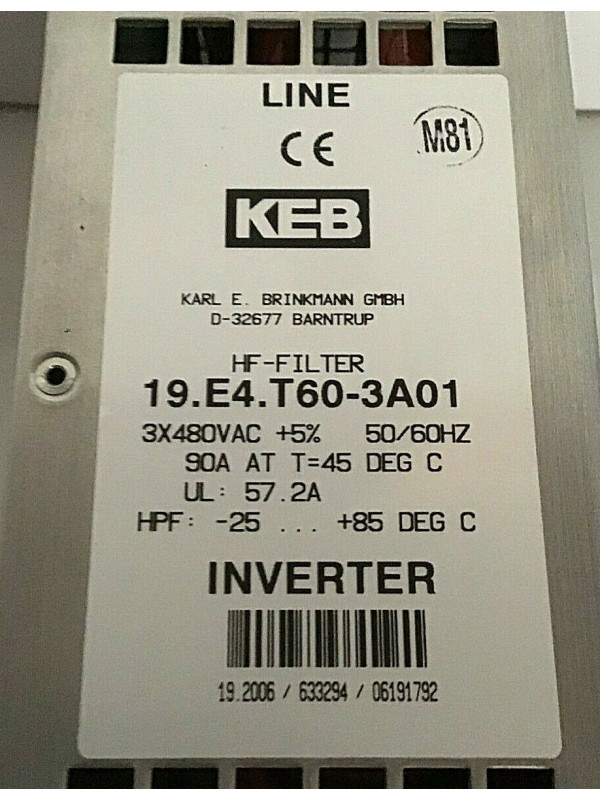 LINE
CE
M81
KEB
KARL E. BRINKMANN GMBH
D-32677 BARNTRUP
HF-FILTER
19.E4.T60-3A01
3X480VAC +5% 50/60HZ
90A AT T=45 DEG C
UL: 57.2A
HPF: -25 ... +85 DEG C
INVERTER
19.2006 / 633294 / 06191792